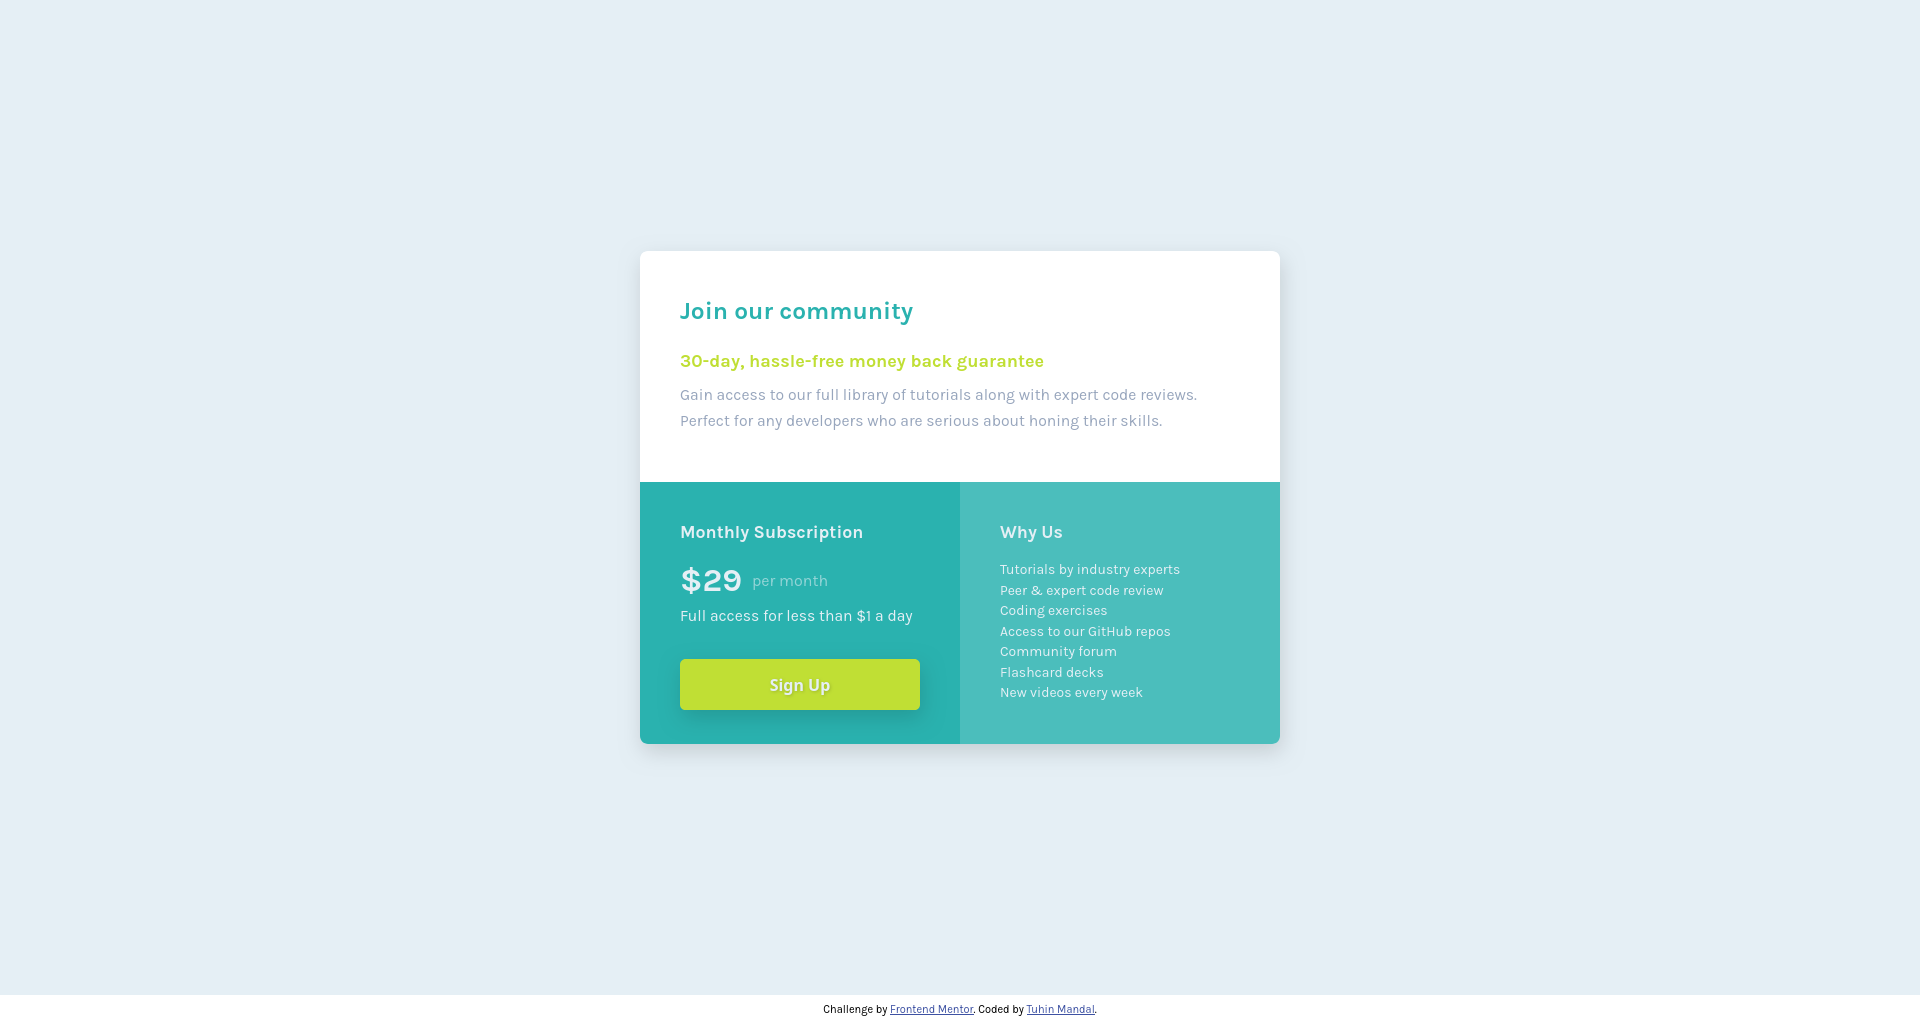 Join our community
30-day, hassle-free money back guarantee
Gain access to our full library of tutorials along with expert code reviews.
Perfect for any developers who are serious about honing their skills.
Monthly Subscription
$29 per month
Full access for less than $1 a day
Sign Up
Why Us
Tutorials by industry experts
Peer & expert code review
Coding exercises
Access to our GitHub repos
Community forum
Flashcard decks
New videos every week
Challenge by Frontend Mentor. Coded by Tuhin Mandal.